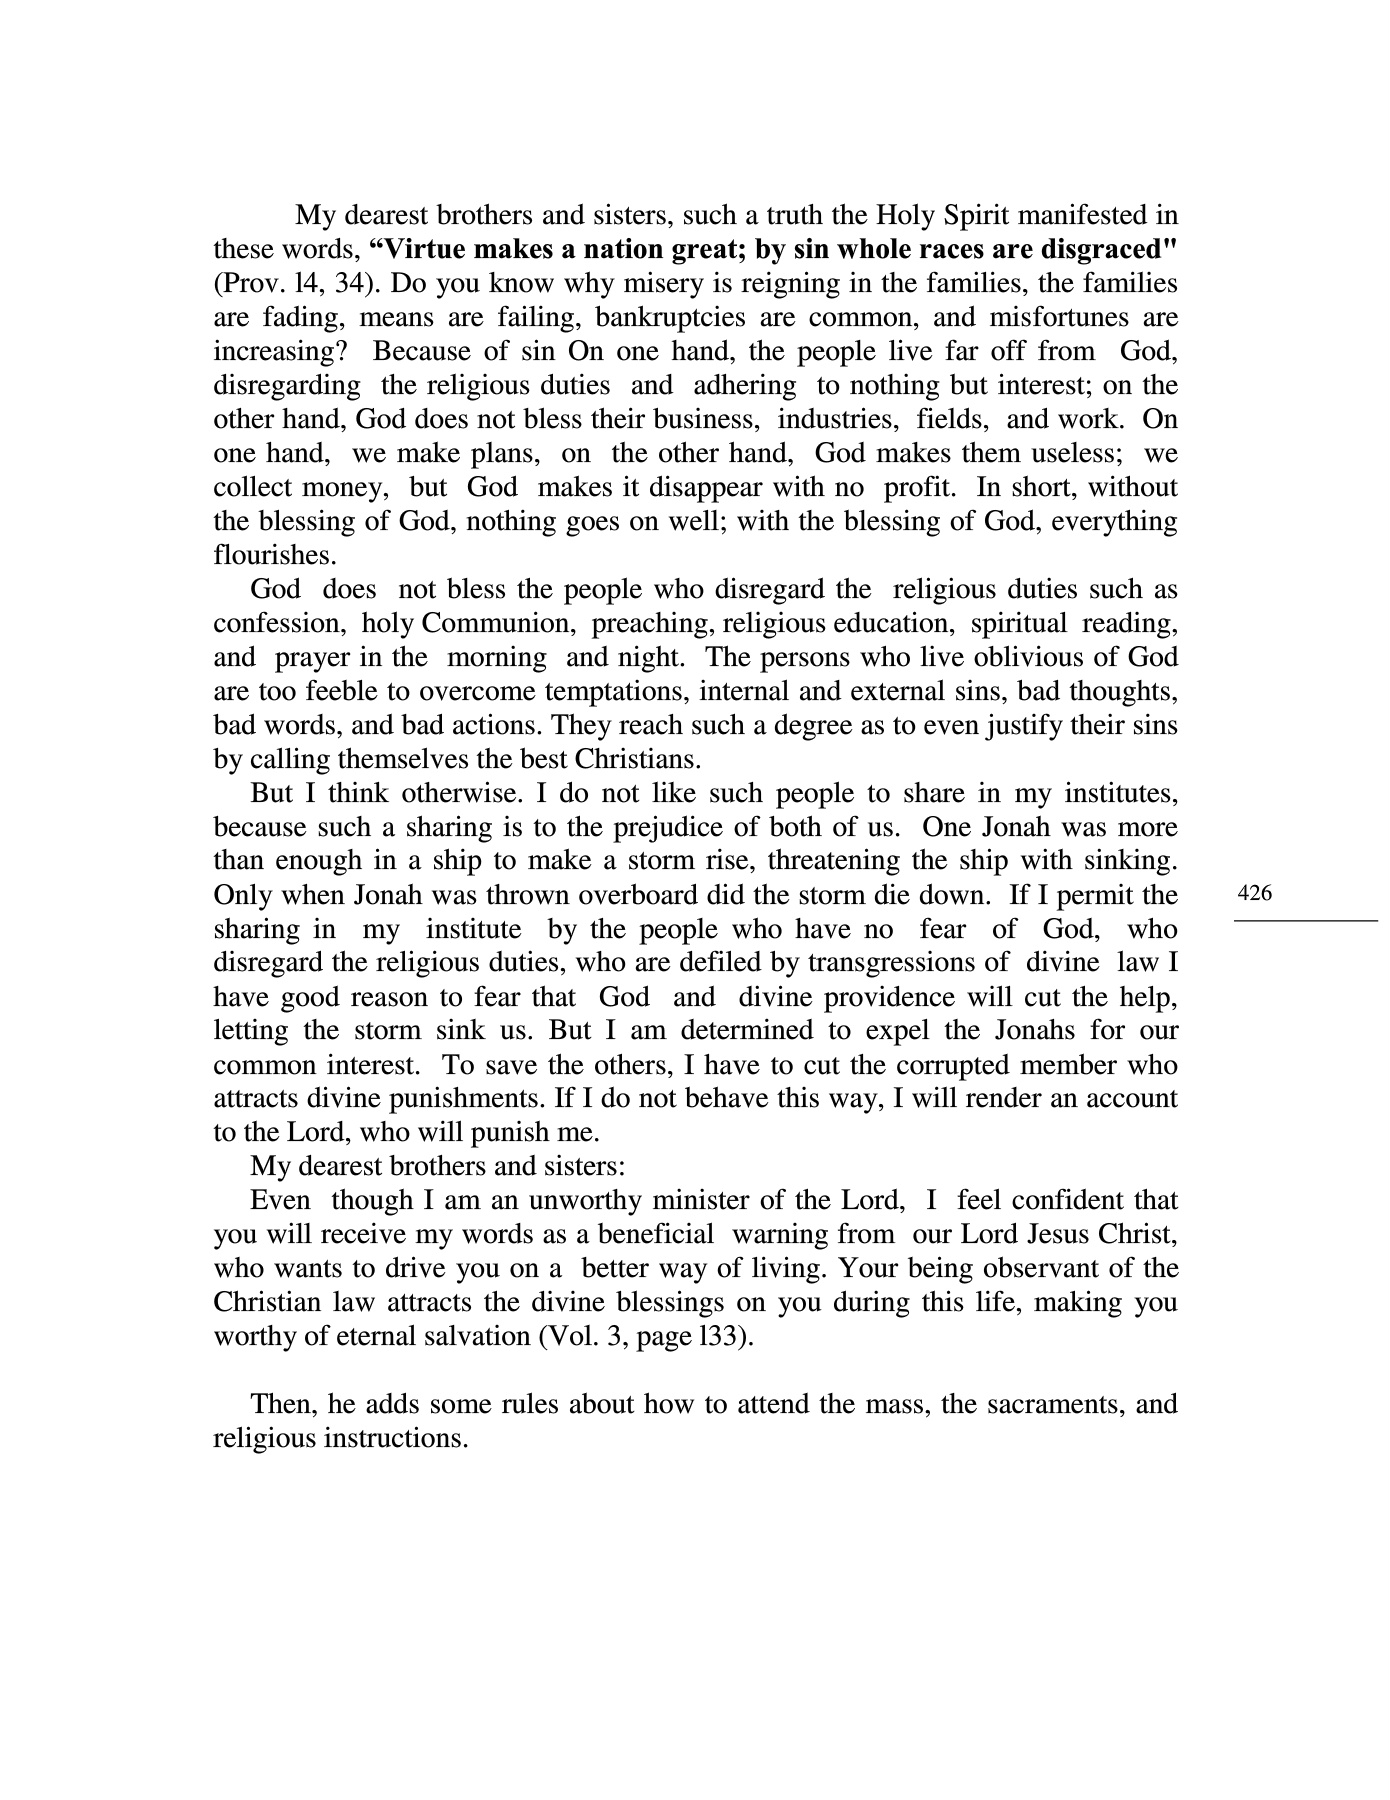 My dearest brothers and sisters, such a truth the Holy Spirit manifested in
these words, “Virtue makes a nation great; by sin whole races are disgraced"
(Prov. l4, 34). Do you know why misery is reigning in the families, the families
are fading, means are failing, bankruptcies are common, and misfortunes are
increasing? Because of sin On one hand, the people live far off from God,
disregarding the religious duties and adhering to nothing but interest; on the
other hand, God does not bless their business, industries, fields, and work. On
one hand, we make plans, on the other hand, God makes them useless; we
collect money, but God makes it disappear with no profit. In short, without
the blessing of God, nothing goes on well; with the blessing of God, everything
flourishes.
God does not bless the people who disregard the religious duties such as
confession, holy Communion, preaching, religious education, spiritual reading,
and prayer in the morning and night. The persons who live oblivious of God
are too feeble to overcome temptations, internal and external sins, bad thoughts,
bad words, and bad actions. They reach such a degree as to even justify their sins
by calling themselves the best Christians.
But I think otherwise. I do not like such people to share in my institutes,
because such a sharing is to the prejudice of both of us. One Jonah was more
than enough in a ship to make a storm rise, threatening the ship with sinking.
Only when Jonah was thrown overboard did the storm die down. If I permit the
sharing in my institute by the people who have no fear of God, who
disregard the religious duties, who are defiled by transgressions of divine law I
have good reason to fear that God and divine providence will cut the help,
letting the storm sink us. But I am determined to expel the Jonahs for our
common interest. To save the others, I have to cut the corrupted member who
attracts divine punishments. If I do not behave this way, I will render an account
to the Lord, who will punish me.
My dearest brothers and sisters:
Even though I am an unworthy minister of the Lord, I feel confident that
you will receive my words as a beneficial warning from our Lord Jesus Christ,
who wants to drive you on a better way of living. Your being observant of the
Christian law attracts the divine blessings on you during this life, making you
worthy of eternal salvation (Vol. 3, page l33).
Then, he adds some rules about how to attend the mass, the sacraments, and
religious instructions.
426